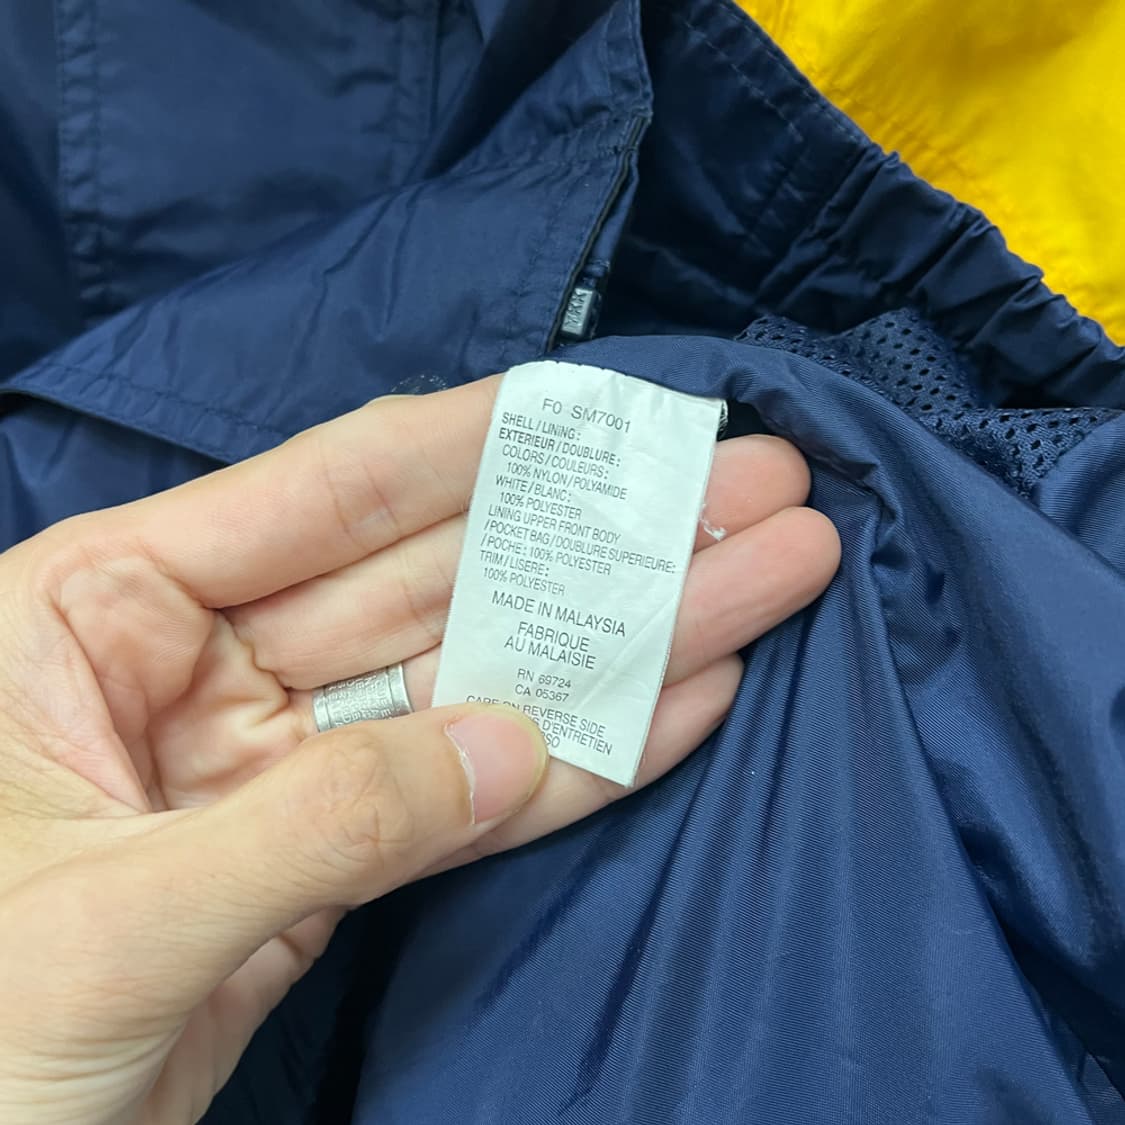 YKK
F0 SM7001
SHELL / LINING :
EXTERIEUR / DOUBLURE :
COLORS / COULEURS :
100% NYLON / POLYAMIDE
WHITE / BLANC :
100% POLYESTER
LINING UPPER FRONT BODY
/ POCKET BAG / DOUBLURE SUPERIEURE:
/ POCHE : 100% POLYESTER
TRIM / LISERE :
100% POLYESTER
MADE IN MALAYSIA
FABRIQUE
AU MALAISIE
RN 69724
CA 05367
CARE ON REVERSE SIDE
D'ENTRETIEN